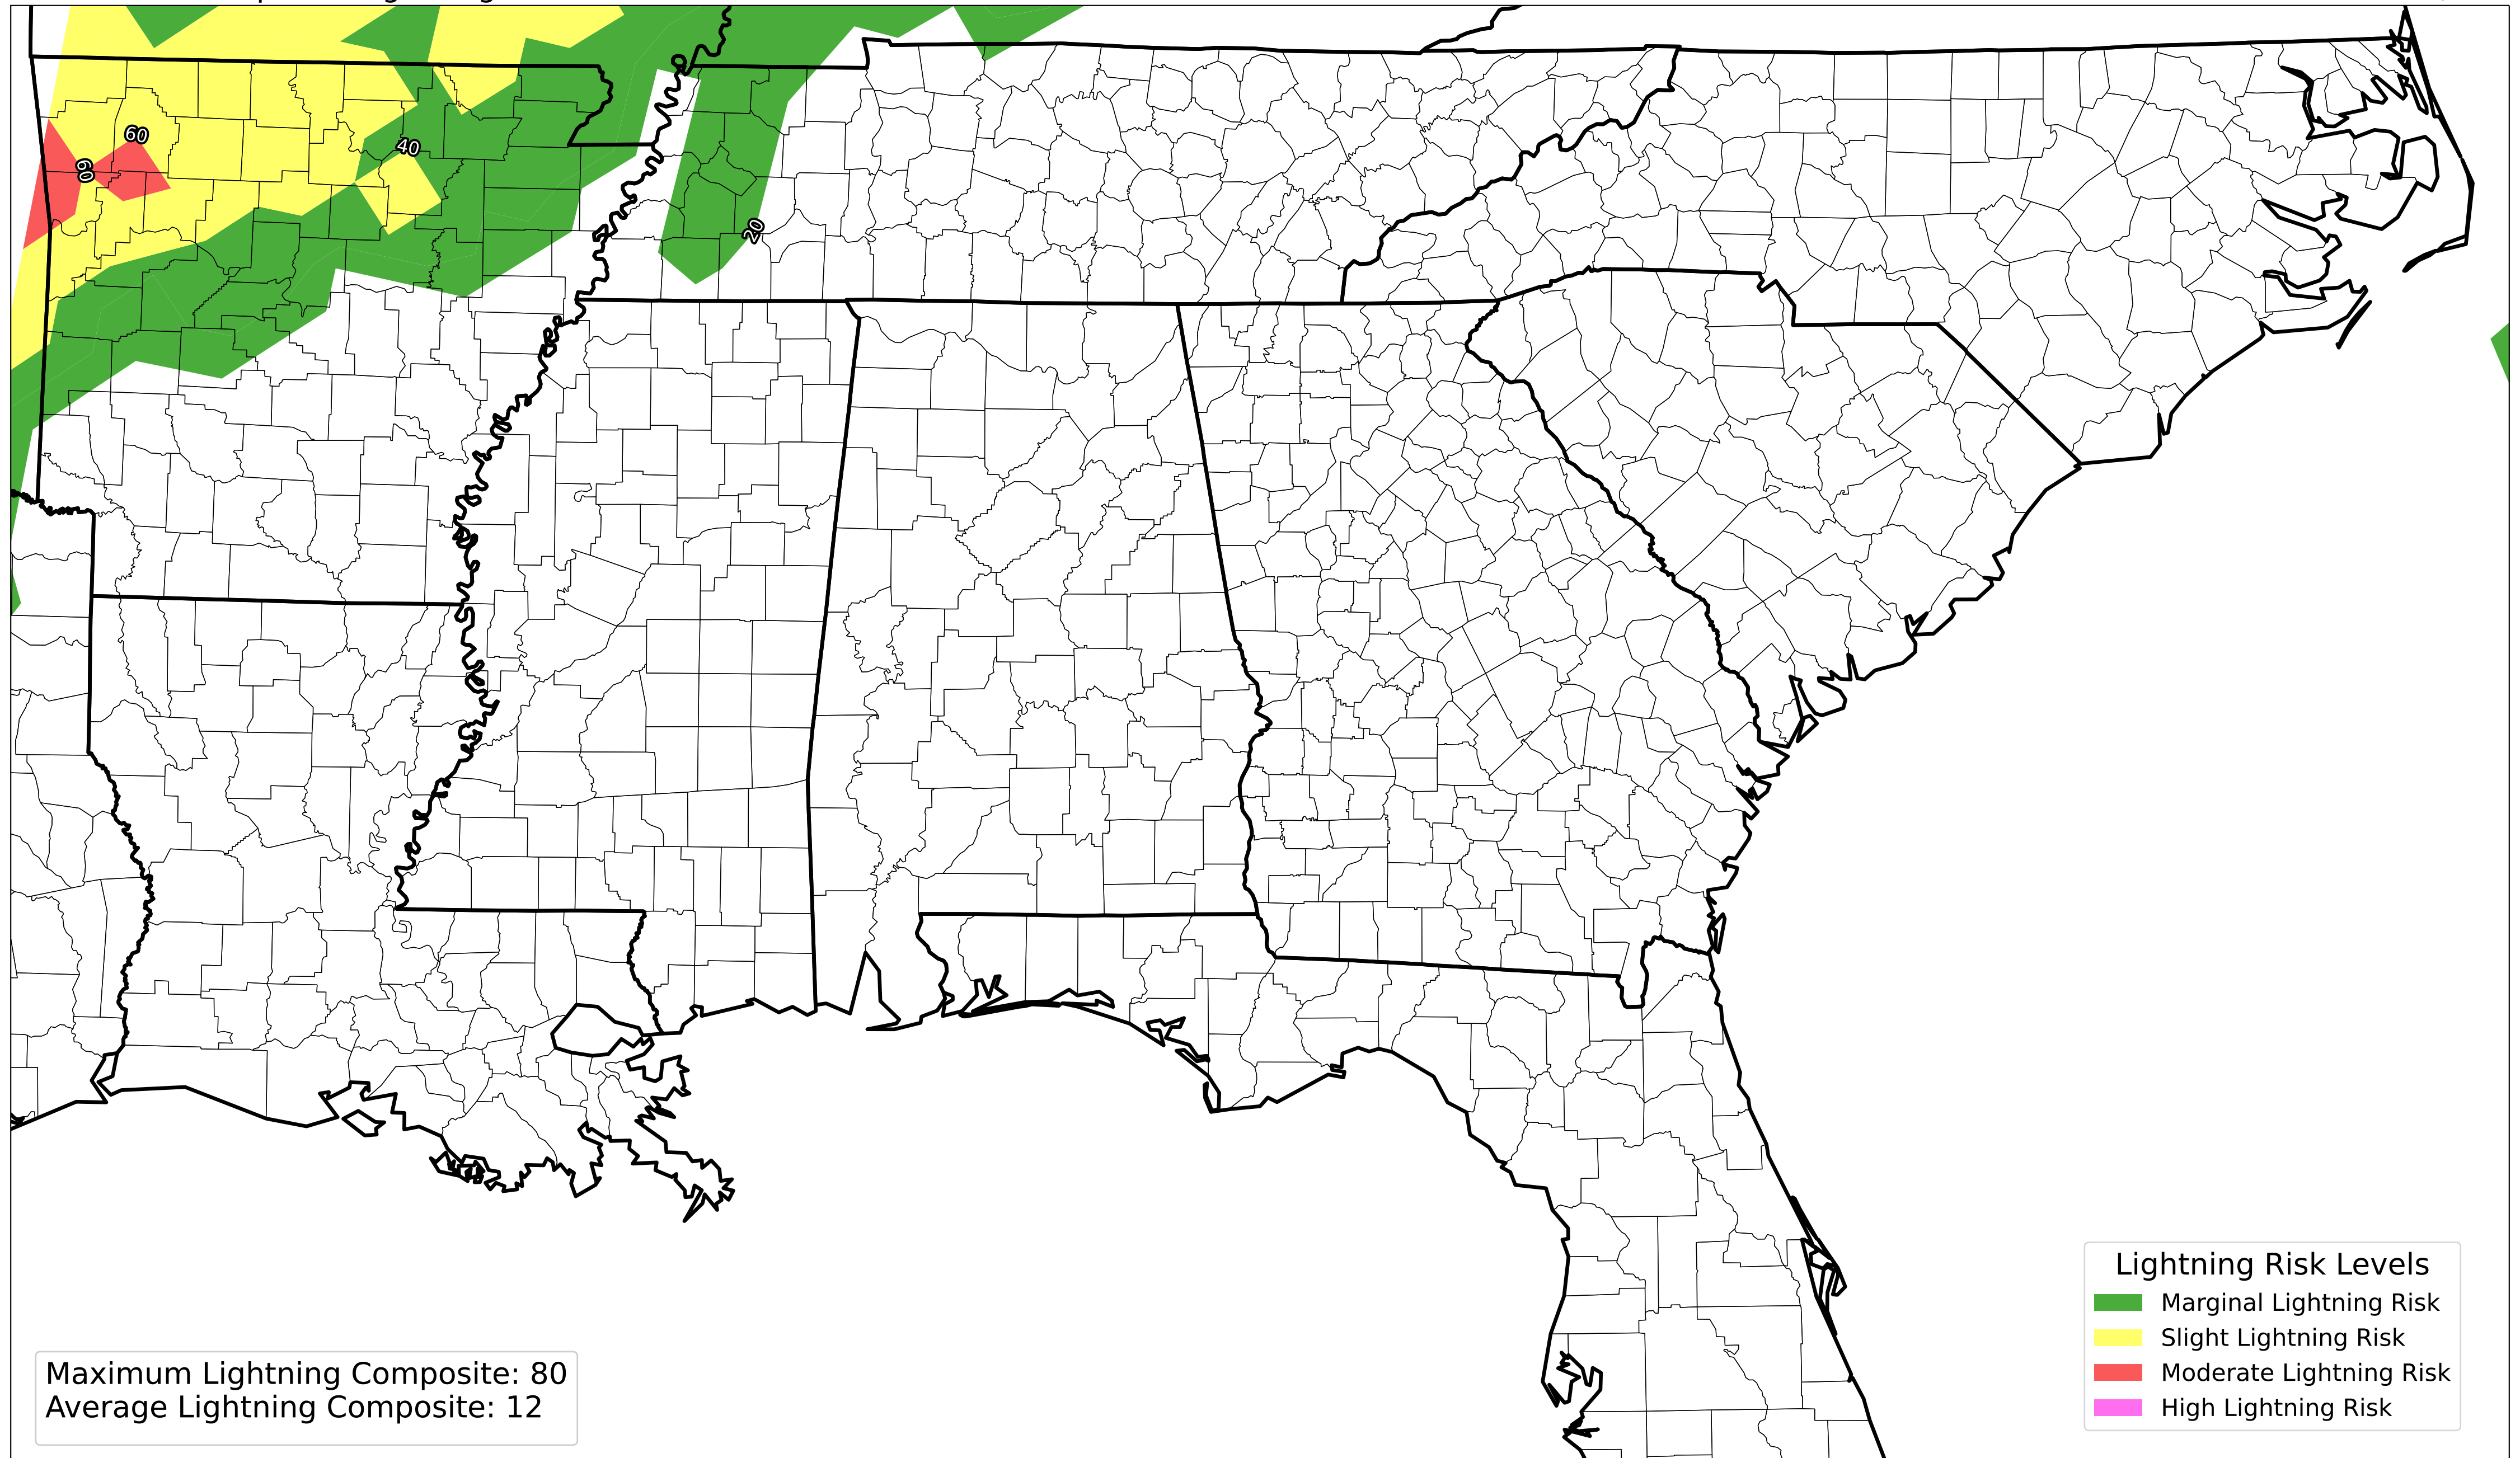 60
60
40
20
Lightning Risk Levels
Marginal Lightning Risk
Slight Lightning Risk
Moderate Lightning Risk
High Lightning Risk
Maximum Lightning Composite: 80
Average Lightning Composite: 12